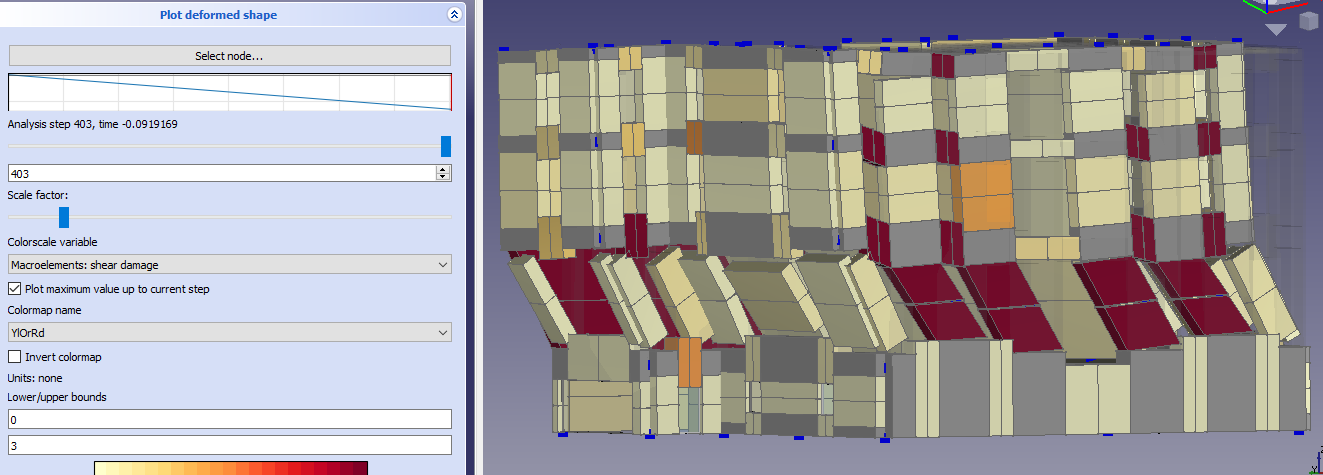 Plot deformed shape
Select node...
Analysis step 403, time -0.0919169
403
Scale factor:
Colorscale variable
Macroelements: shear damage
Plot maximum value up to current step
Colormap name
YlOrRd
Invert colormap
Units: none
Lower/upper bounds
0
3